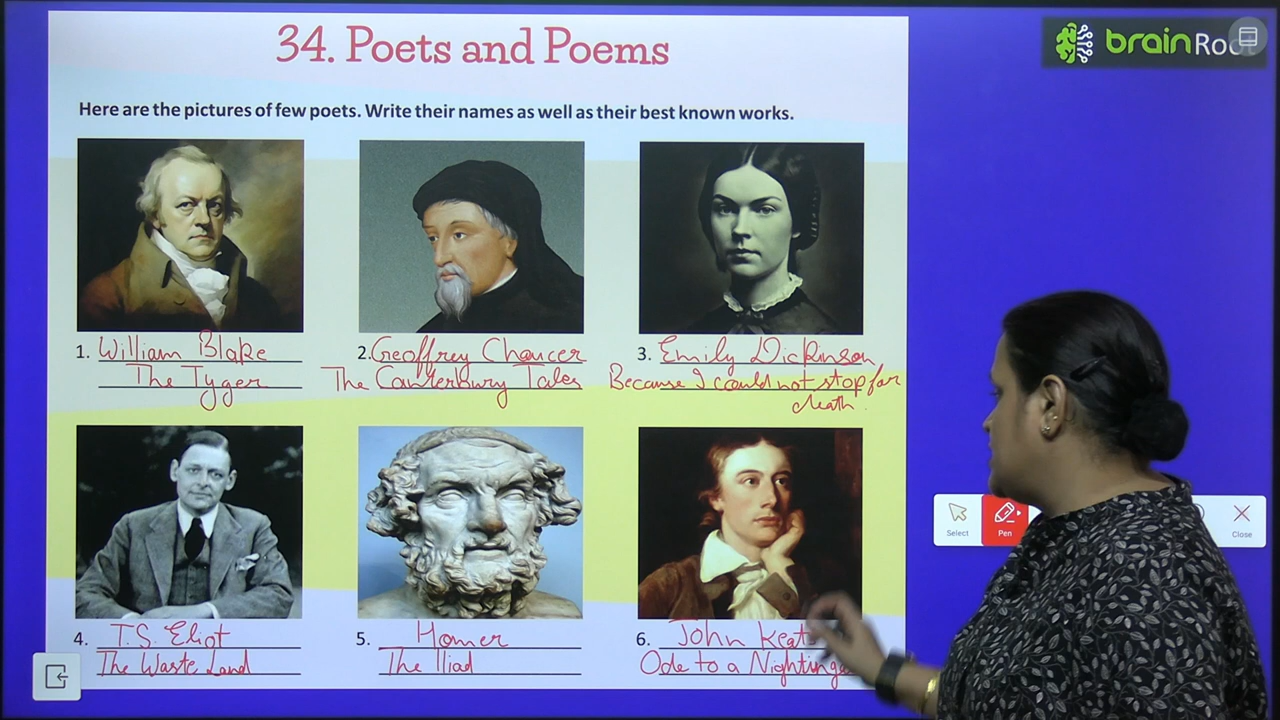 34. Poets and Poems
brainRo
Here are the pictures of few poets. Write their names as well as their best known works.
1. William Blake
The Tyger
2. Geoffrey Chaucer
The Canterbury Tales
3. Emily Dickinson
Because I could not stop for
death.
Select
Pen
Close
4. T.S. Eliot
The Waste Land
5. Homer
The Iliad
6. John Keat
Ode to a Nightinga